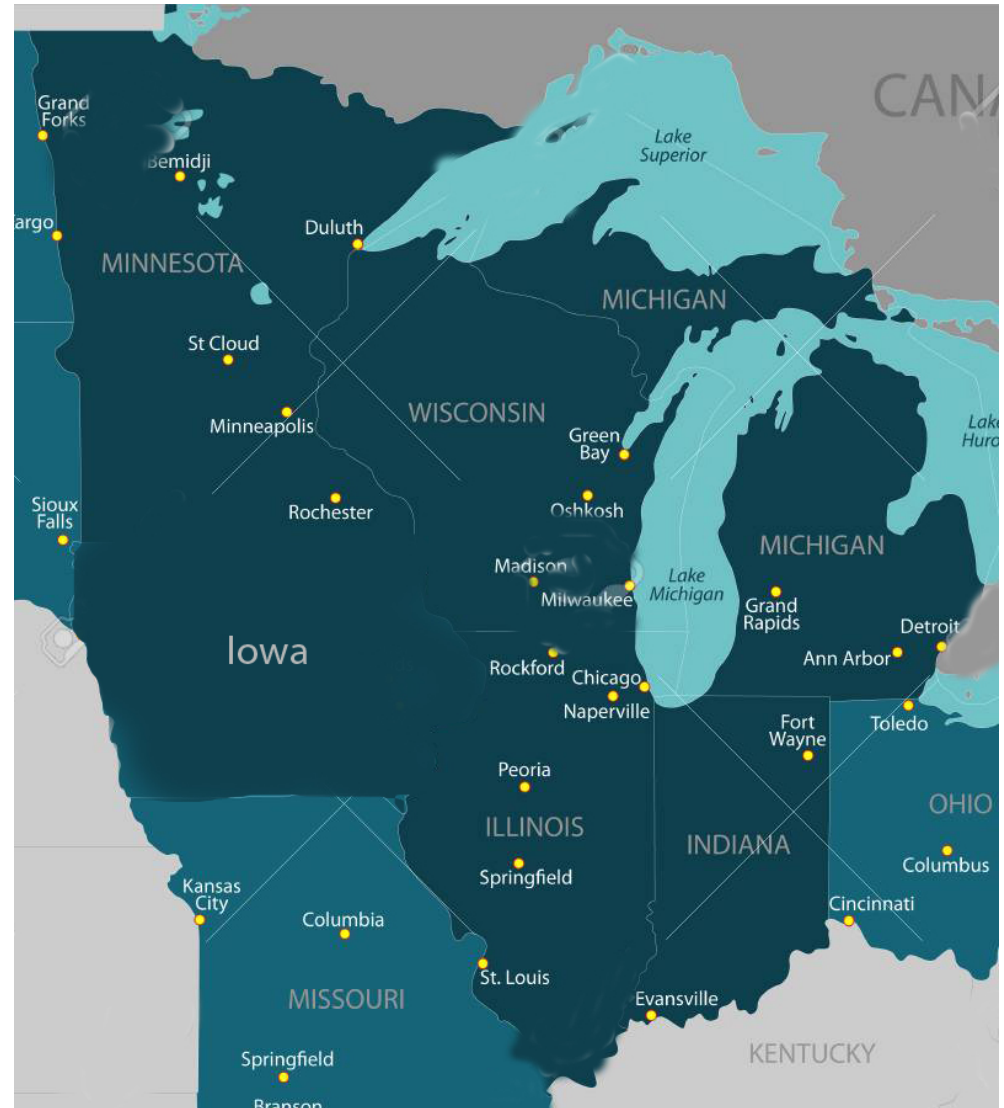 CAN
Grand
Forks
Lake
Superior
Bemidji
argo
Duluth
MINNESOTA
MICHIGAN
St Cloud
WISCONSIN
Minneapolis
Green
Bay
Lake
Huro
Sioux
Falls
Rochester
Oshkosh
MICHIGAN
Madison
Milwaukee
Lake
Michigan
Grand
Rapids
Detroit
Iowa
Rockford
Ann Arbor
Chicago
Naperville
Fort
Wayne
Toledo
Peoria
ILLINOIS
OHIO
INDIANA
Springfield
Columbus
Kansas
City
Columbia
Cincinnati
St. Louis
MISSOURI
Evansville
KENTUCKY
Springfield
Branson